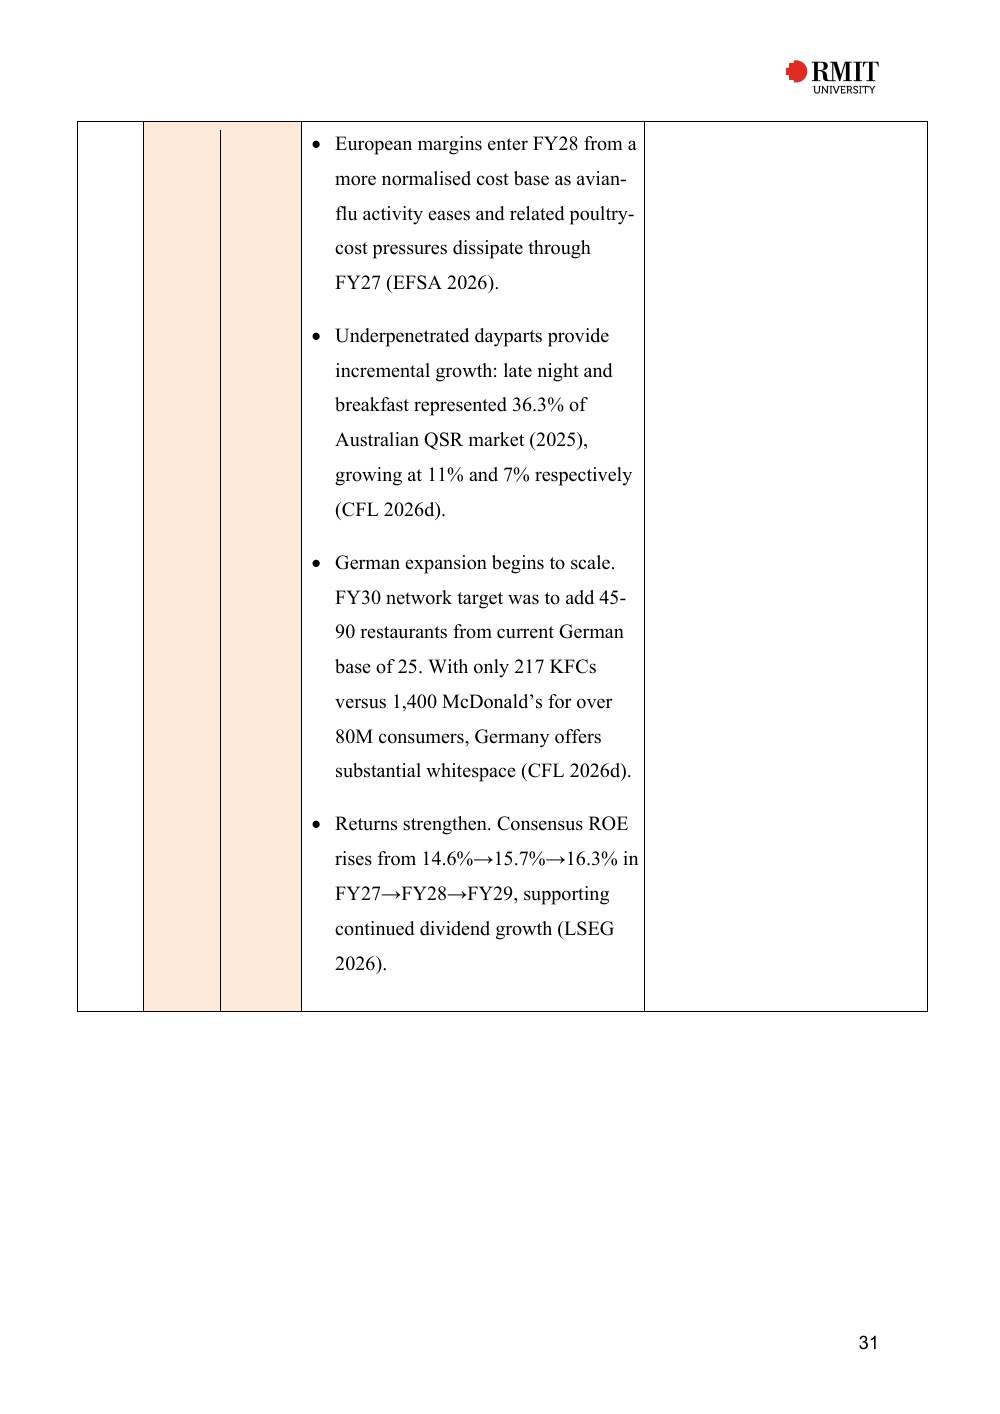 RMIT
UNIVERSITY
• European margins enter FY28 from a
more normalised cost base as avian-
flu activity eases and related poultry-
cost pressures dissipate through
FY27 (EFSA 2026).
• Underpenetrated dayparts provide
incremental growth: late night and
breakfast represented 36.3% of
Australian QSR market (2025),
growing at 11% and 7% respectively
(CFL 2026d).
• German expansion begins to scale.
FY30 network target was to add 45-
90 restaurants from current German
base of 25. With only 217 KFCs
versus 1,400 McDonald’s for over
80M consumers, Germany offers
substantial whitespace (CFL 2026d).
• Returns strengthen. Consensus ROE
rises from 14.6%→15.7%→16.3% in
FY27→FY28→FY29, supporting
continued dividend growth (LSEG
2026).
31